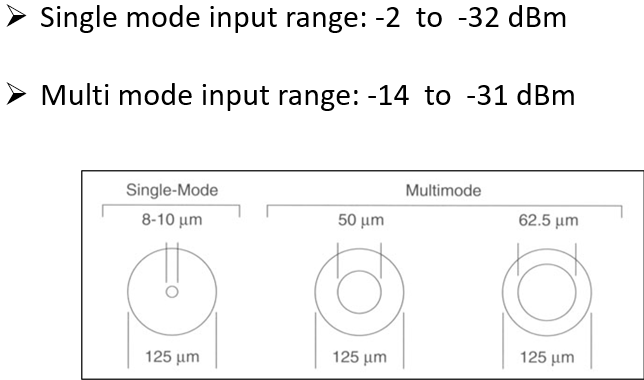 ➢ Single mode input range: -2 to -32 dBm
➢ Multi mode input range: -14 to -31 dBm
Single-Mode Multimode
8-10 µm 50 µm 62.5 µm
125 µm 125 µm 125 µm